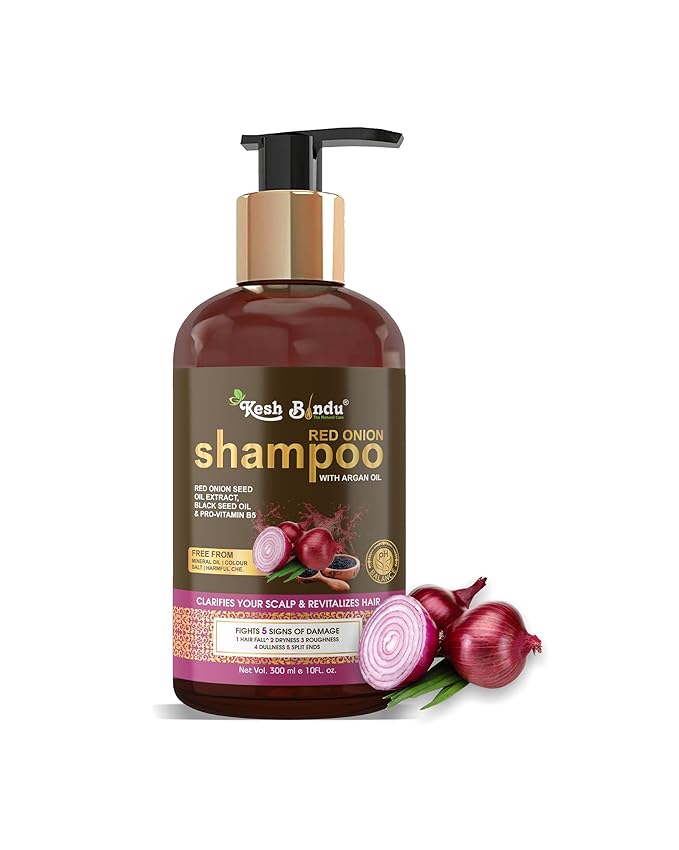 Kesh Bindu®
The Natural Care
RED ONION
shampoo
WITH ARGAN OIL
RED ONION SEED
OIL EXTRACT,
BLACK SEED OIL
& PRO-VITAMIN B5
FREE FROM
MINERAL OIL | COLOUR
SALT | HARMFUL CHE.
pH
BALANCE
CLARIFIES YOUR SCALP & REVITALIZES HAIR
FIGHTS 5 SIGNS OF DAMAGE
1 HAIR FALL^ 2 DRYNESS 3 ROUGHNESS
4 DULLNESS 5 SPLIT ENDS
Net Vol. 300 ml e 10FL. oz.